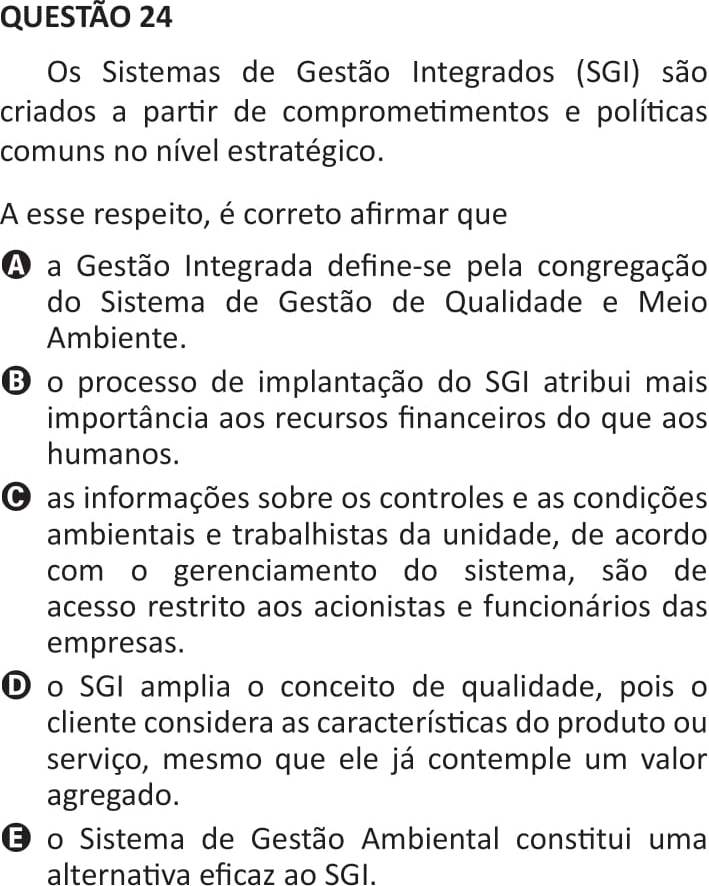 QUESTÃO 24
Os Sistemas de Gestão Integrados (SGI) são
criados a partir de comprometimentos e políticas
comuns no nível estratégico.
A esse respeito, é correto afirmar que
A a Gestão Integrada define-se pela congregação
do Sistema de Gestão de Qualidade e Meio
Ambiente.
B o processo de implantação do SGI atribui mais
importância aos recursos financeiros do que aos
humanos.
C as informações sobre os controles e as condições
ambientais e trabalhistas da unidade, de acordo
com o gerenciamento do sistema, são de
acesso restrito aos acionistas e funcionários das
empresas.
D o SGI amplia o conceito de qualidade, pois o
cliente considera as características do produto ou
serviço, mesmo que ele já contemple um valor
agregado.
E o Sistema de Gestão Ambiental constitui uma
alternativa eficaz ao SGI.